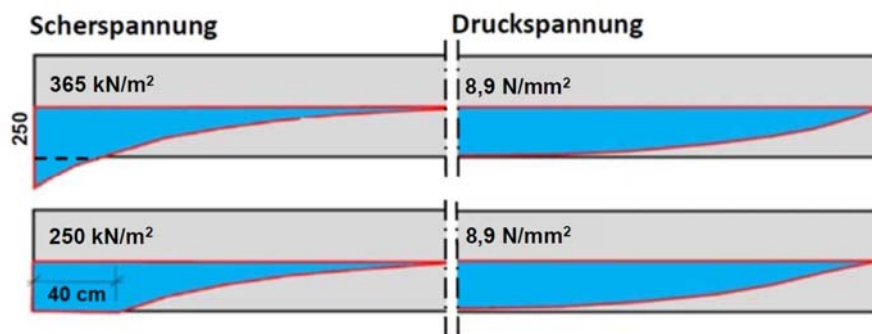 Scherspannung
Druckspannung
365 kN/m²
8,9 N/mm²
250
250 kN/m²
8,9 N/mm²
40 cm